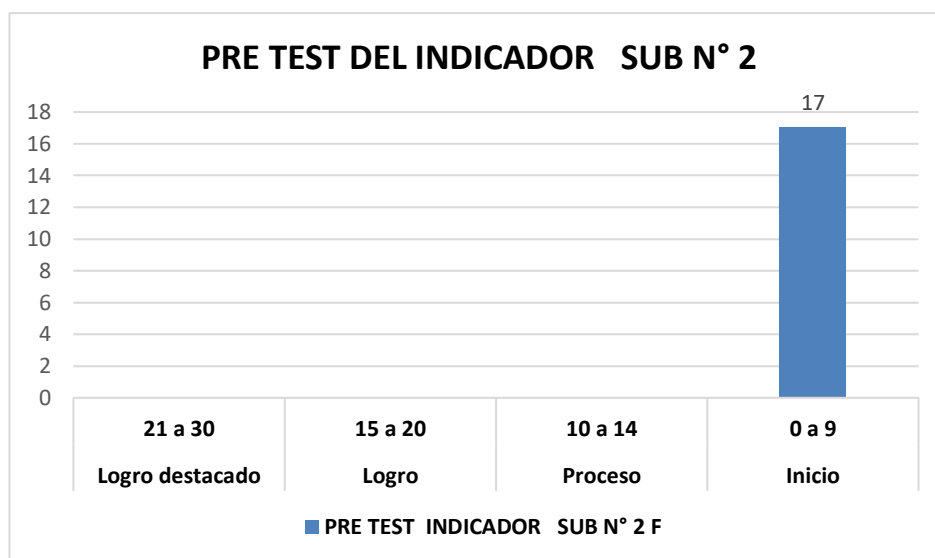 PRE TEST DEL INDICADOR   SUB N° 2
17
18
16
14
12
10
8
6
4
2
0
21 a 30
15 a 20
10 a 14
0 a 9
Logro destacado
Logro
Proceso
Inicio
PRE TEST  INDICADOR   SUB N° 2 F